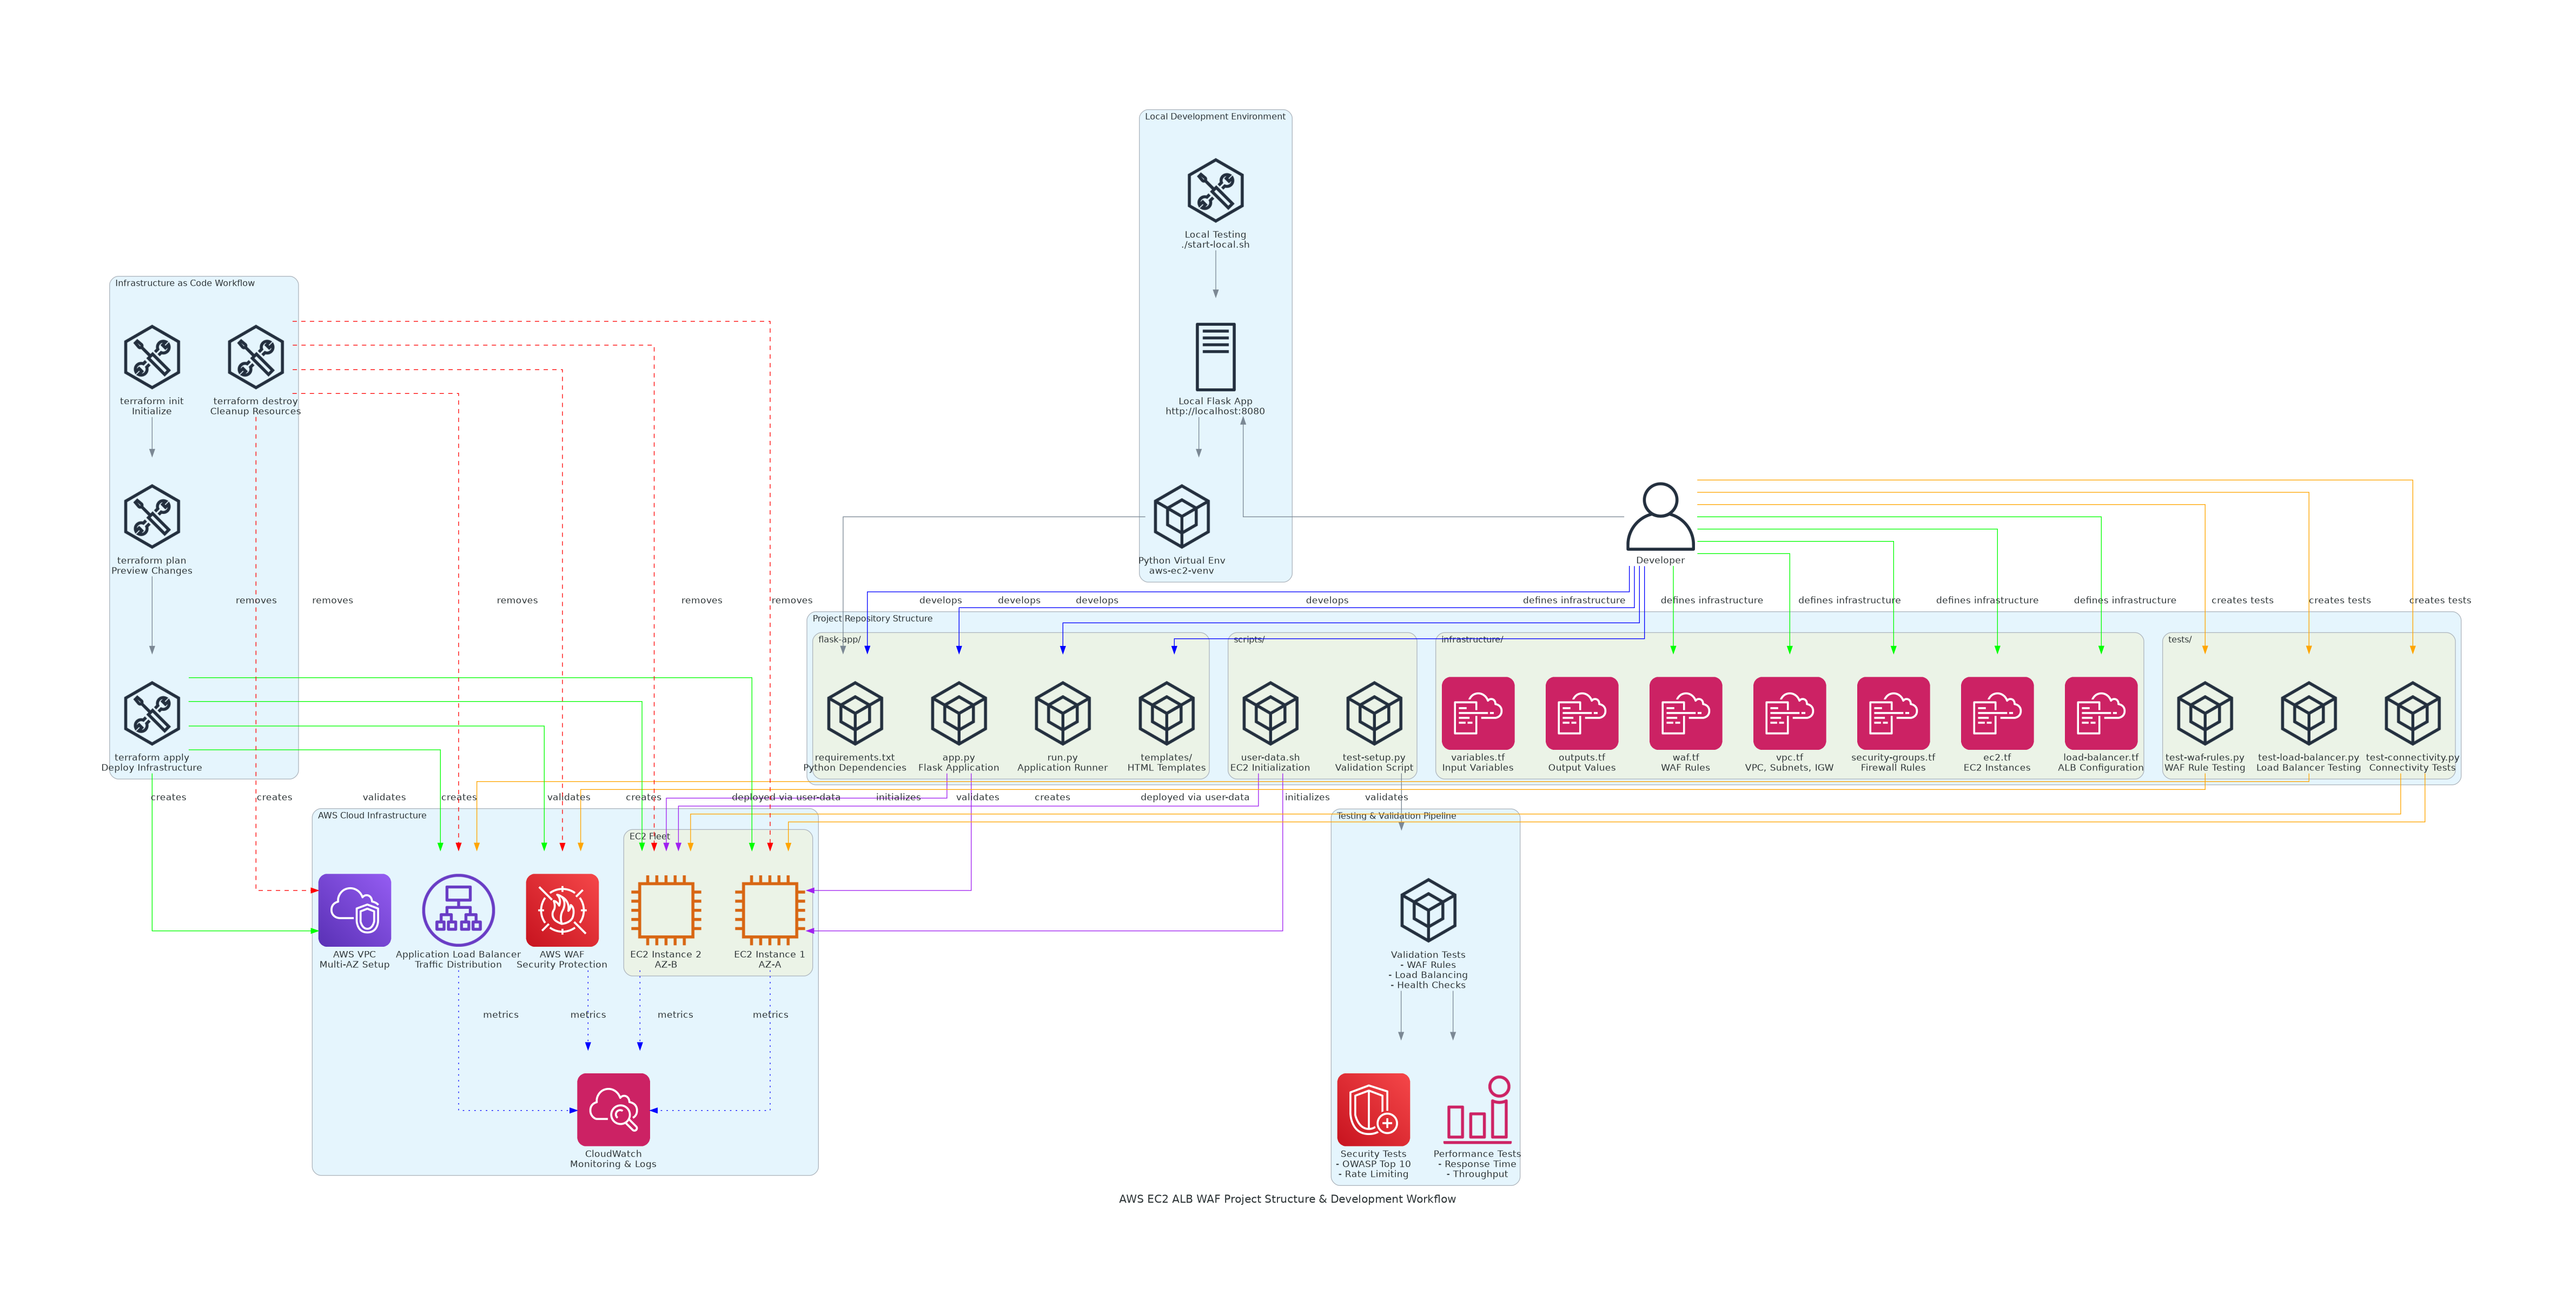 Local Development Environment
Local Testing
./start-local.sh
Infrastructure as Code Workflow
terraform init
Initialize
terraform destroy
Cleanup Resources
Local Flask App
http://localhost:8080
terraform plan
Preview Changes
Python Virtual Env
aws-ec2-venv
Developer
removes
removes
removes
removes
removes
develops
develops
develops
develops
defines infrastructure
defines infrastructure
defines infrastructure
defines infrastructure
defines infrastructure
creates tests
creates tests
creates tests
Project Repository Structure
flask-app/
scripts/
infrastructure/
tests/
terraform apply
Deploy Infrastructure
requirements.txt
Python Dependencies
app.py
Flask Application
run.py
Application Runner
templates/
HTML Templates
user-data.sh
EC2 Initialization
test-setup.py
Validation Script
variables.tf
Input Variables
outputs.tf
Output Values
waf.tf
WAF Rules
vpc.tf
VPC, Subnets, IGW
security-groups.tf
Firewall Rules
ec2.tf
EC2 Instances
load-balancer.tf
ALB Configuration
test-waf-rules.py
WAF Rule Testing
test-load-balancer.py
Load Balancer Testing
test-connectivity.py
Connectivity Tests
creates
creates
validates
creates
validates
creates
deployed via user-data
initializes
validates
creates
deployed via user-data
initializes
validates
AWS Cloud Infrastructure
EC2 Fleet
Testing & Validation Pipeline
AWS VPC
Multi-AZ Setup
Application Load Balancer
Traffic Distribution
AWS WAF
Security Protection
EC2 Instance 2
AZ-B
EC2 Instance 1
AZ-A
Validation Tests
- WAF Rules
- Load Balancing
- Health Checks
metrics
metrics
metrics
metrics
CloudWatch
Monitoring & Logs
Security Tests
- OWASP Top 10
- Rate Limiting
Performance Tests
- Response Time
- Throughput
AWS EC2 ALB WAF Project Structure & Development Workflow